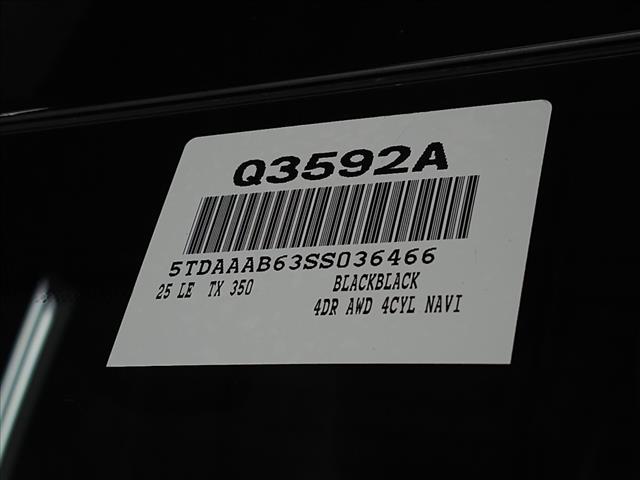 Q3592A
5TDAAAB63SS036466
25 LE TX 350 BLACKBLACK
4DR AWD 4CYL NAVI